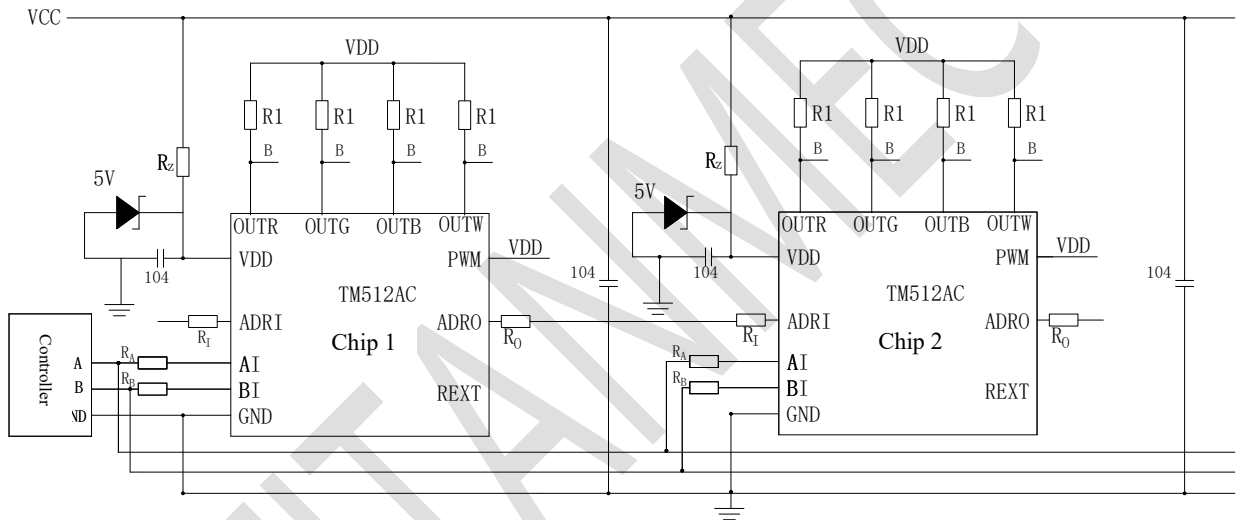 VCC
VDD
VDD
R1 R1 R1 R1
R1 R1 R1 R1
B B B B
B B B B
RZ
RZ
5V
5V
OUTR OUTG OUTB OUTW
OUTR OUTG OUTB OUTW
VDD PWM VDD
VDD PWM VDD
104
104
104
104
TM512AC
TM512AC
ADRI ADRO
ADRI ADRO
RI
RO
RI
RO
Chip 1
Chip 2
Controller
A
B
ND
RA
RB
RA
RB
AI
BI
GND
REXT
AI
BI
GND
REXT